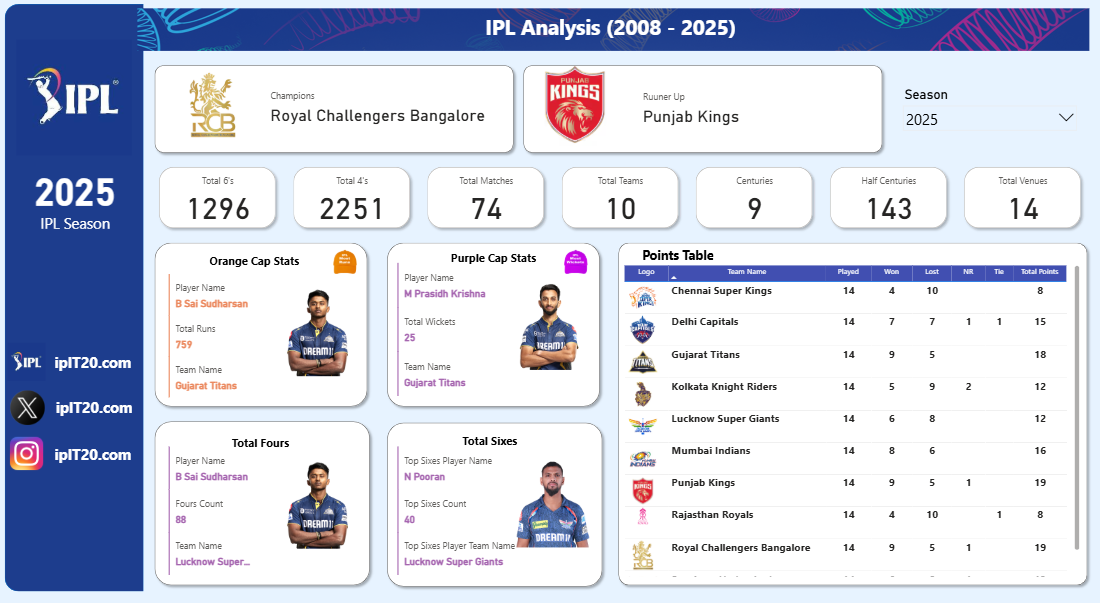 IPL Analysis (2008 - 2025)
IPL
2025
IPL Season
iplT20.com
iplT20.com
iplT20.com
RCB
Champions
Royal Challengers Bangalore
PUNJAB
KINGS
Ruuner Up
Punjab Kings
Season
2025
Total 6's
1296
Total 4's
2251
Total Matches
74
Total Teams
10
Centuries
9
Half Centuries
143
Total Venues
14
Orange Cap Stats
Player Name
B Sai Sudharsan
Total Runs
759
Team Name
Gujarat Titans
DREAM11
Purple Cap Stats
Player Name
M Prasidh Krishna
Total Wickets
25
Team Name
Gujarat Titans
DREAM11
Total Fours
Player Name
B Sai Sudharsan
Fours Count
88
Team Name
Lucknow Super...
DREAM11
Total Sixes
Top Sixes Player Name
N Pooran
Top Sixes Count
40
Top Sixes Player Team Name
Lucknow Super Giants
DREAM11
Points Table
Logo Team Name Played Won Lost NR Tie Total Points
Chennai Super Kings 14 4 10 8
Delhi Capitals 14 7 7 1 1 15
Gujarat Titans 14 9 5 18
Kolkata Knight Riders 14 5 9 2 12
Lucknow Super Giants 14 6 8 12
Mumbai Indians 14 8 6 16
Punjab Kings 14 9 5 1 19
Rajasthan Royals 14 4 10 1 8
Royal Challengers Bangalore 14 9 5 1 19